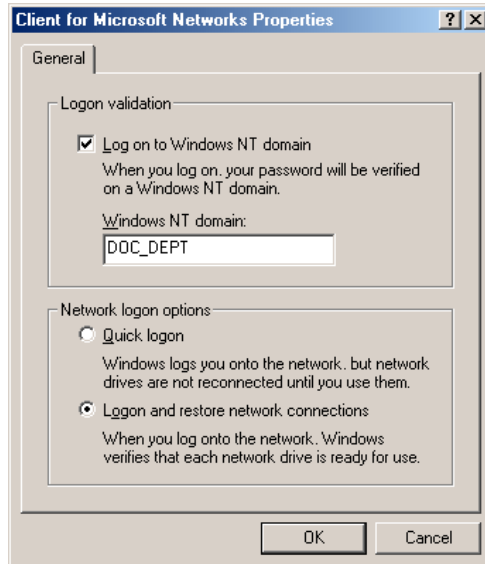 Client for Microsoft Networks Properties
General
Logon validation
Log on to Windows NT domain
When you log on, your password will be verified
on a Windows NT domain.
Windows NT domain:
DOC_DEPT
Network logon options
Quick logon
Windows logs you onto the network, but network
drives are not reconnected until you use them.
Logon and restore network connections
When you log onto the network, Windows
verifies that each network drive is ready for use.
OK
Cancel